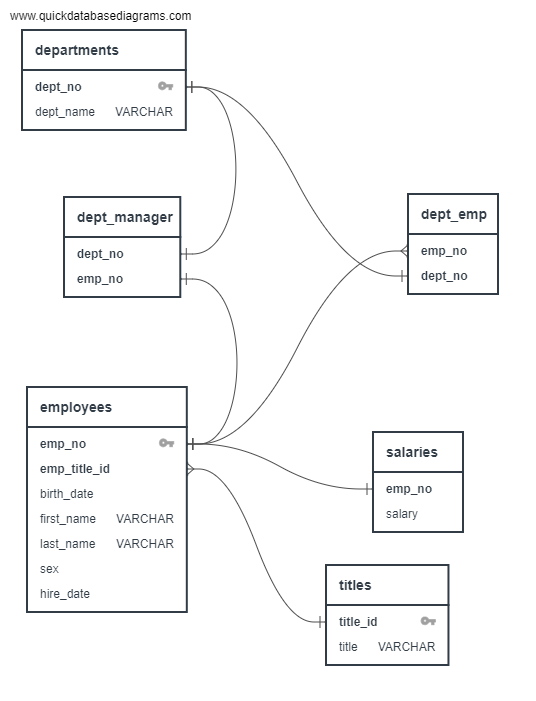 www.quickdatabasediagrams.com
departments
dept_no
dept_name VARCHAR
dept_manager
dept_no
emp_no
dept_emp
emp_no
dept_no
employees
emp_no
emp_title_id
birth_date
first_name VARCHAR
last_name VARCHAR
sex
hire_date
salaries
emp_no
salary
titles
title_id
title VARCHAR